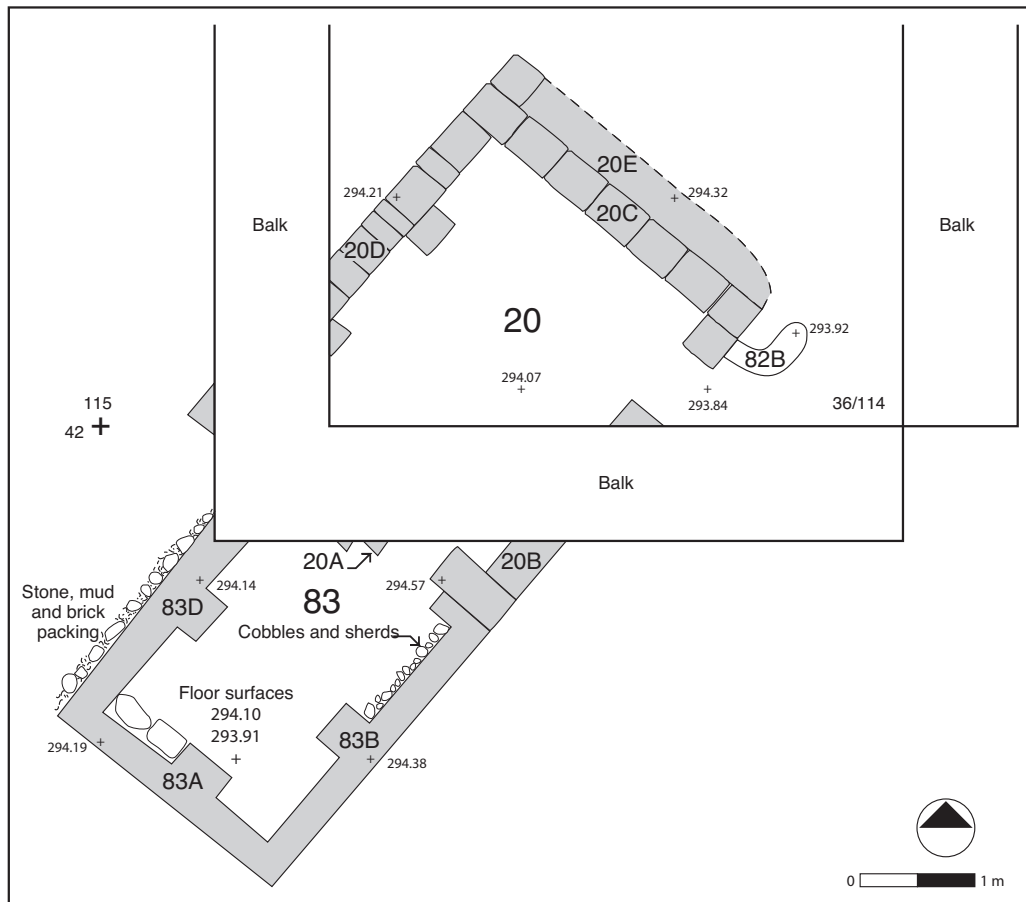 20E
294.21
294.32
20C
Balk
Balk
20D
20
293.92
82B
294.07
293.84
36/114
115
42
Balk
20A
20B
294.14
83
294.57
Stone, mud
and brick
packing
83D
Cobbles and sherds
Floor surfaces
294.10
293.91
294.19
83B
294.38
83A
0
1 m